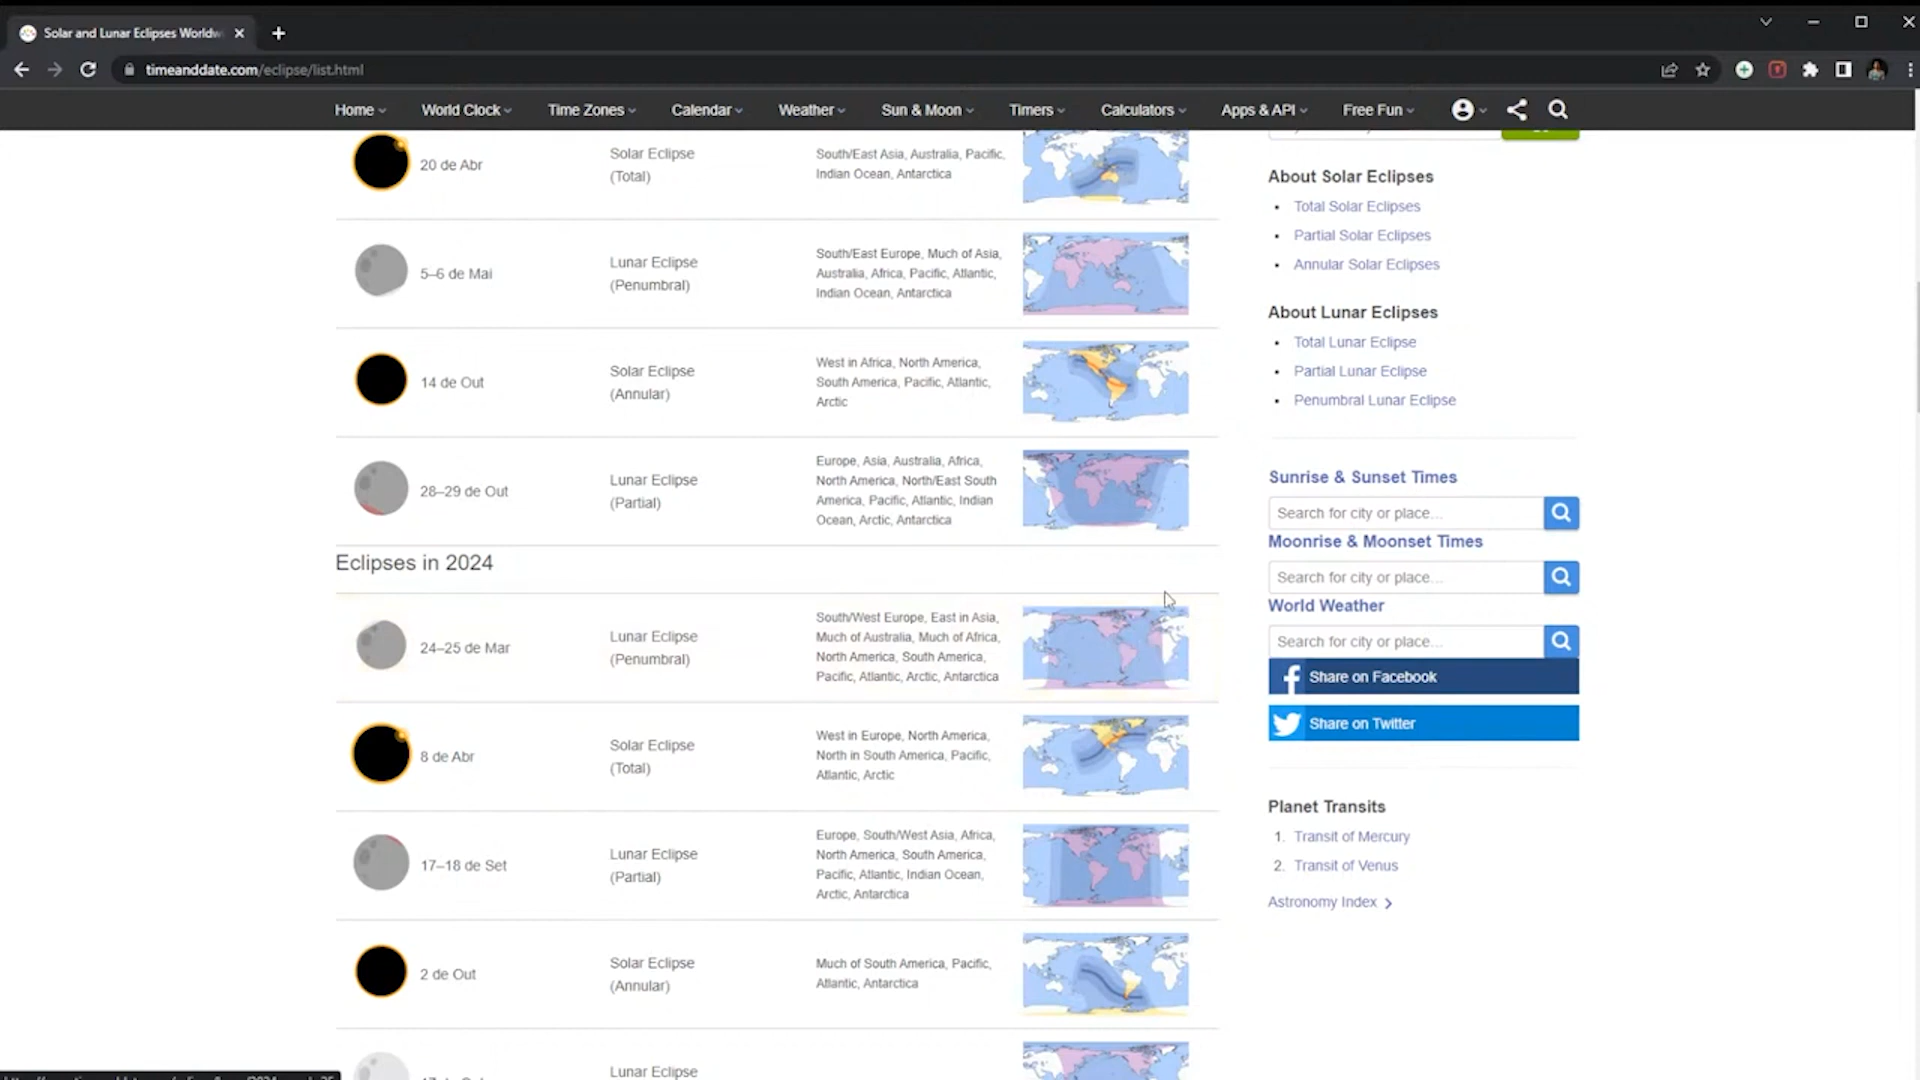 Solar and Lunar Eclipses Worldw
timeanddate.com/eclipse/list.html
Home
World Clock
Time Zones
Calendar
Weather
Sun & Moon
Timers
Calculators
Apps & API
Free Fun
20 de Abr
Solar Eclipse
(Total)
South/East Asia, Australia, Pacific,
Indian Ocean, Antarctica
5–6 de Mai
Lunar Eclipse
(Penumbral)
South/East Europe, Much of Asia,
Australia, Africa, Pacific, Atlantic,
Indian Ocean, Antarctica
14 de Out
Solar Eclipse
(Annular)
West in Africa, North America,
South America, Pacific, Atlantic,
Arctic
28–29 de Out
Lunar Eclipse
(Partial)
Europe, Asia, Australia, Africa,
North America, North/East South
America, Pacific, Atlantic, Indian
Ocean, Arctic, Antarctica
Eclipses in 2024
24–25 de Mar
Lunar Eclipse
(Penumbral)
South/West Europe, East in Asia,
Much of Australia, Much of Africa,
North America, South America,
Pacific, Atlantic, Arctic, Antarctica
8 de Abr
Solar Eclipse
(Total)
West in Europe, North America,
North in South America, Pacific,
Atlantic, Arctic
17–18 de Set
Lunar Eclipse
(Partial)
Europe, South/West Asia, Africa,
North America, South America,
Pacific, Atlantic, Indian Ocean,
Arctic, Antarctica
2 de Out
Solar Eclipse
(Annular)
Much of South America, Pacific,
Atlantic, Antarctica
Lunar Eclipse
About Solar Eclipses
Total Solar Eclipses
Partial Solar Eclipses
Annular Solar Eclipses
About Lunar Eclipses
Total Lunar Eclipse
Partial Lunar Eclipse
Penumbral Lunar Eclipse
Sunrise & Sunset Times
Search for city or place...
Moonrise & Moonset Times
Search for city or place...
World Weather
Search for city or place...
Share on Facebook
Share on Twitter
Planet Transits
1. Transit of Mercury
2. Transit of Venus
Astronomy Index